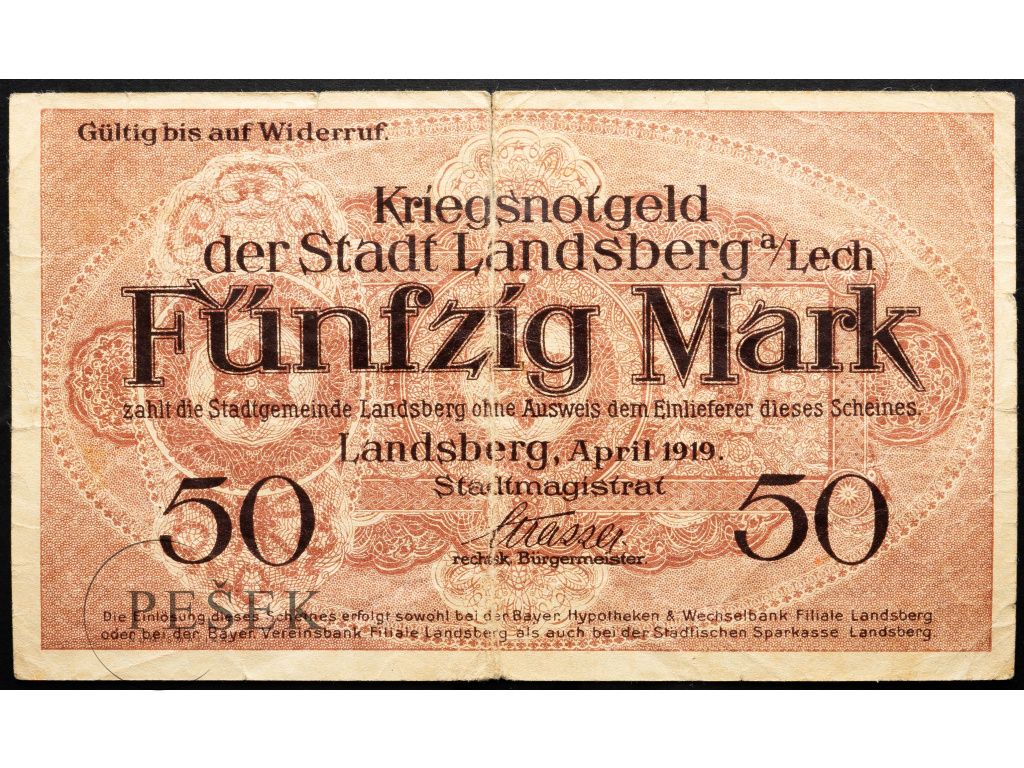 Gültig bis auf Widerruf.
Kriegsnotgeld
der Stadt Landsberg a/Lech
Fünfzig Mark
zahlt die Stadtgemeinde Landsberg ohne Ausweis dem Einlieferer dieses Scheines.
Landsberg, April 1919.
Stadtmagistrat
50
50
Strasser.
rechtsk. Bürgermeister.
PEŠEK
Die Einlösung dieses Scheines erfolgt sowohl bei der Bayer. Hypotheken & Wechselbank Filiale Landsberg
oder bei der Bayer. Vereinsbank Filiale Landsberg als auch bei der Städtischen Sparkasse Landsberg.